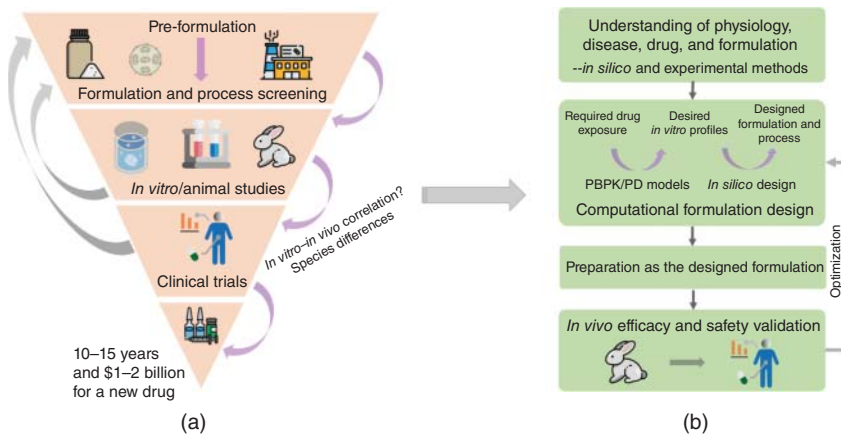 Pre-formulation
Formulation and process screening
In vitro/animal studies
In vitro–in vivo correlation?
Species differences
Clinical trials
10–15 years
and $1–2 billion
for a new drug
(a)
Understanding of physiology,
disease, drug, and formulation
--in silico and experimental methods
Required drug
exposure
Desired
in vitro profiles
Designed
formulation and
process
PBPK/PD models
In silico design
Computational formulation design
Preparation as the designed formulation
Optimization
In vivo efficacy and safety validation
(b)